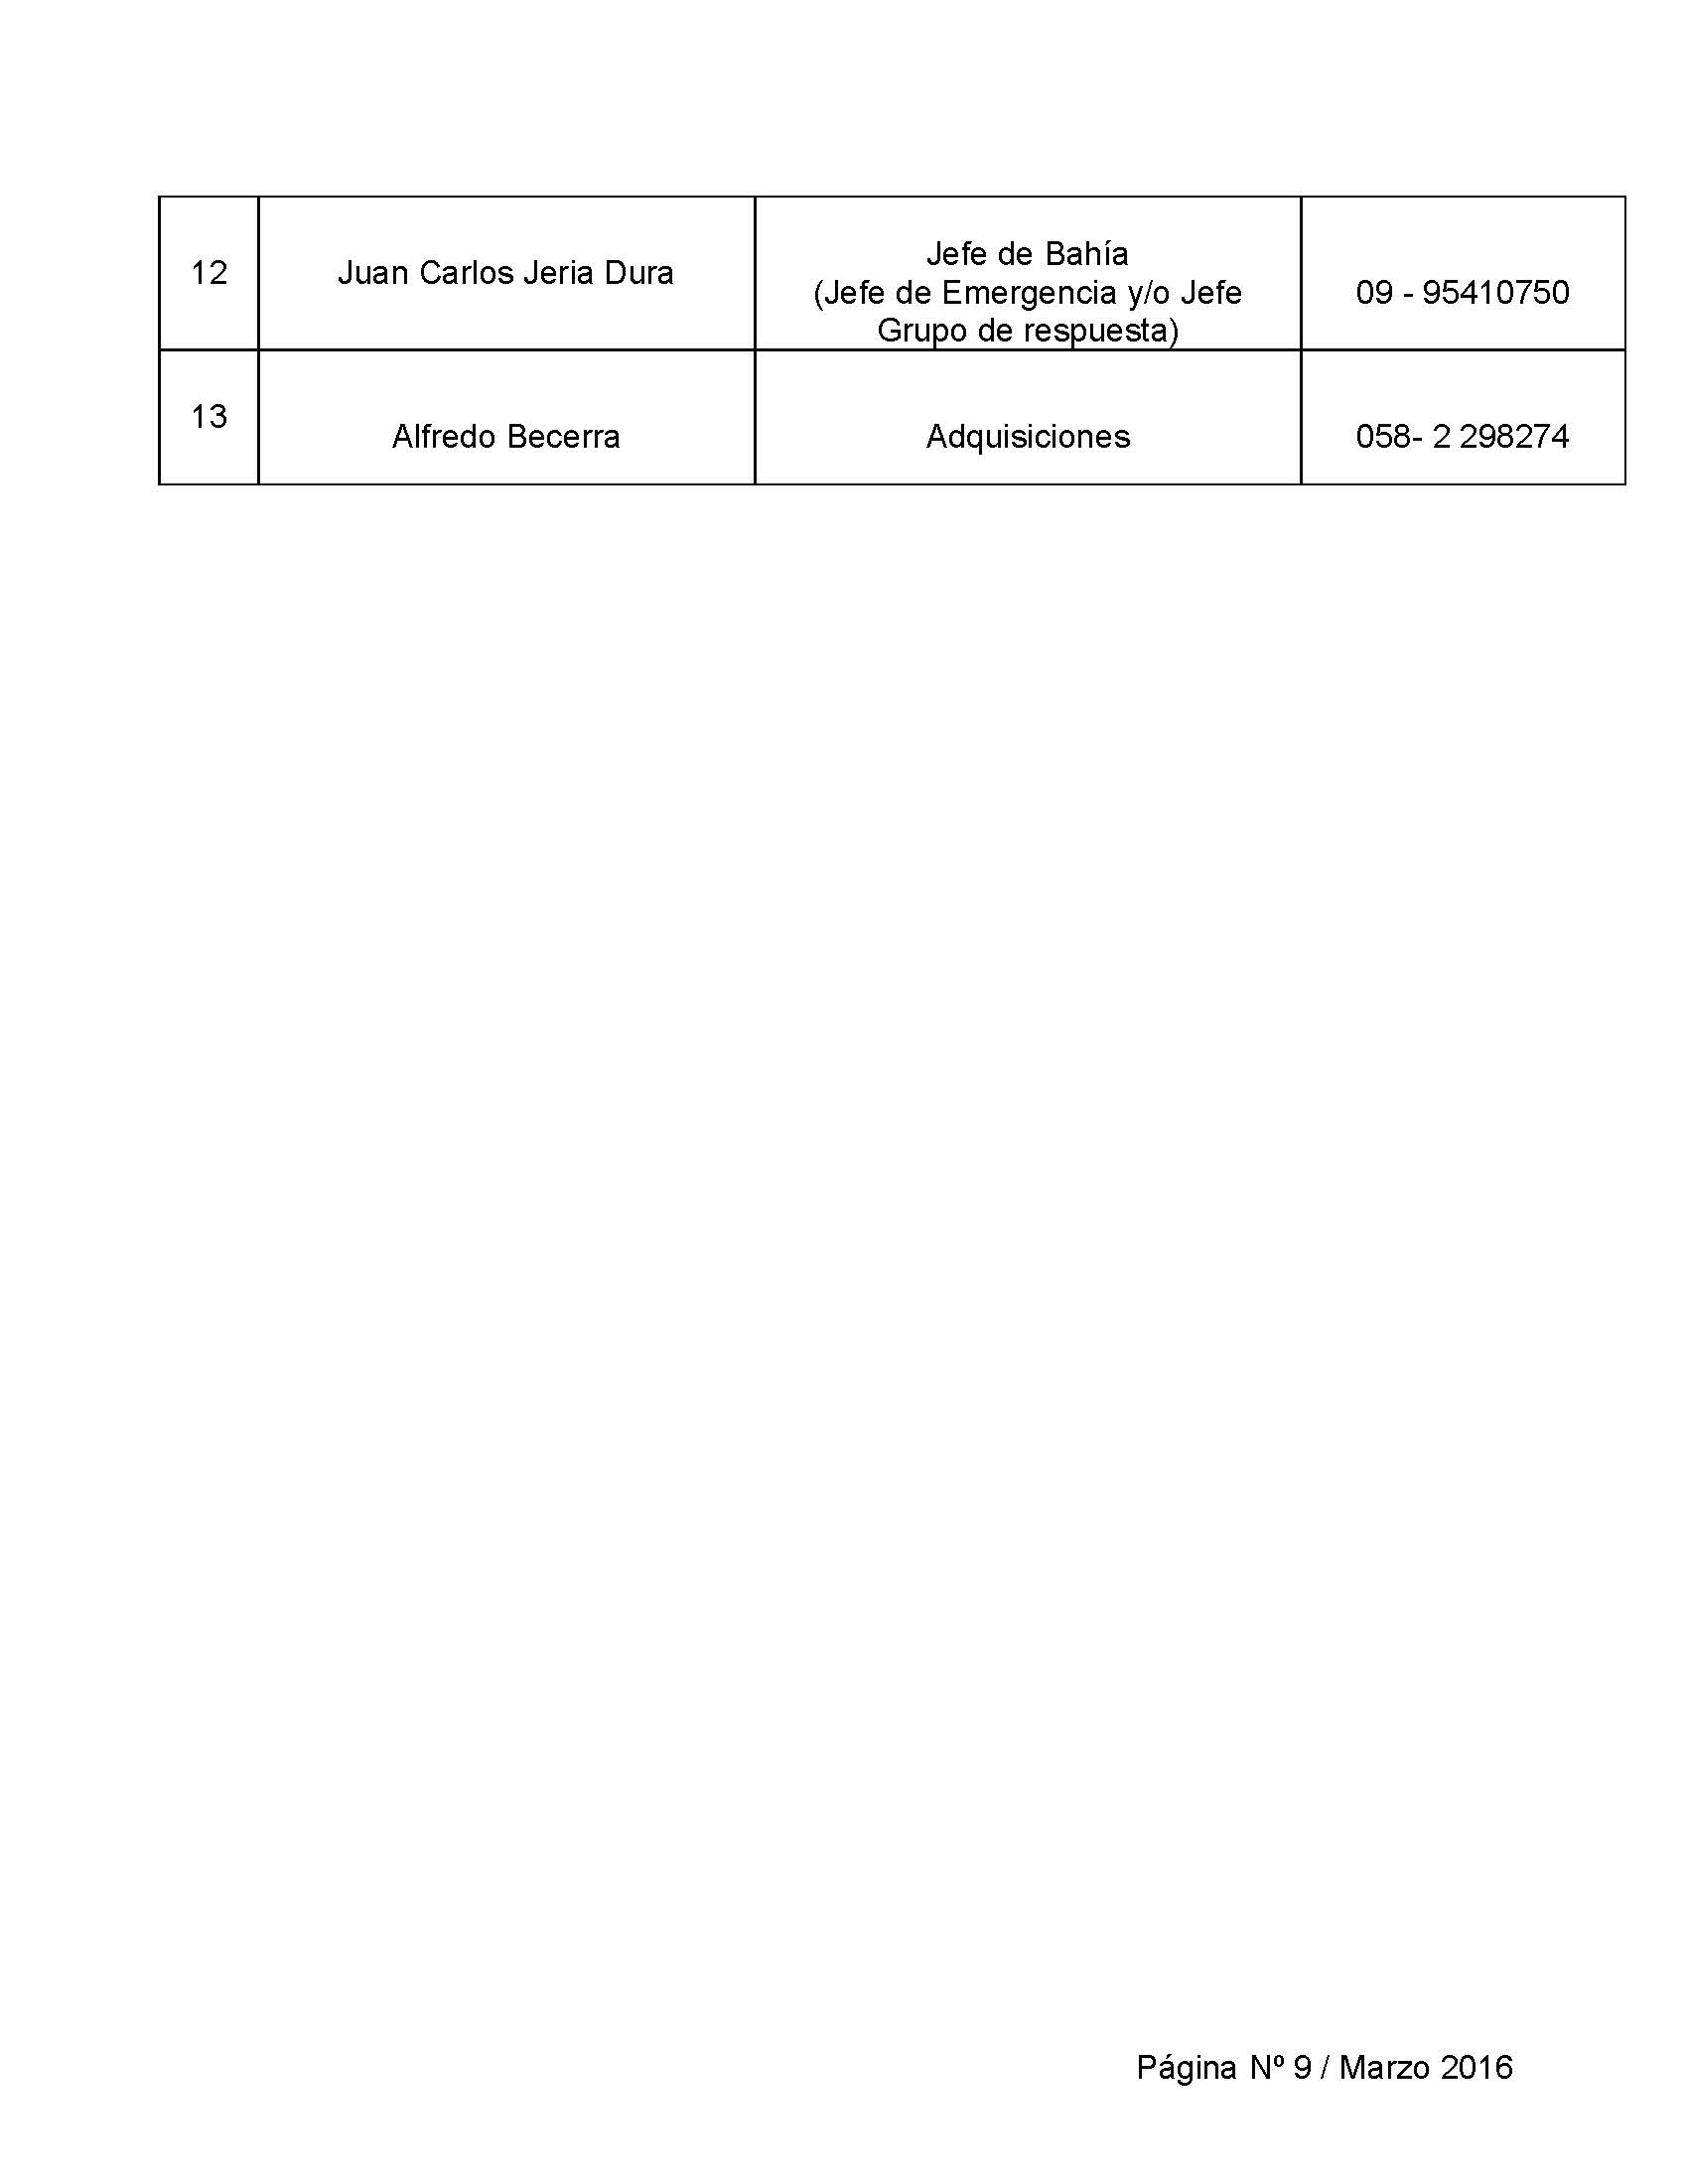 12
Juan Carlos Jeria Dura
Jefe de Bahía
(Jefe de Emergencia y/o Jefe
Grupo de respuesta)
09 - 95410750
13
Alfredo Becerra
Adquisiciones
058- 2 298274
Página Nº 9 / Marzo 2016